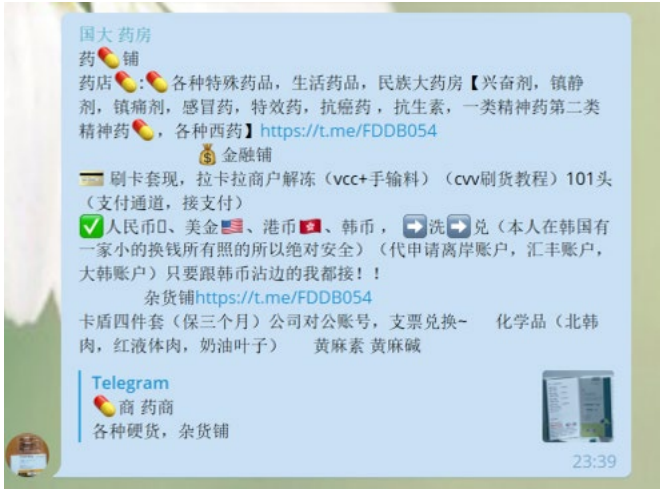 国大 药房
药💊铺
药店💊:💊各种特殊药品，生活药品，民族大药房【兴奋剂，镇静
剂，镇痛剂，感冒药，特效药，抗癌药 ，抗生素，一类精神药第二类
精神药💊，各种西药】https://t.me/FDDB054
💰金融铺
💳 刷卡套现，拉卡拉商户解冻（vcc+手输料）（cvv刷货教程）101头
（支付通道，接支付）
✅人民币▯、美金🇺🇸、港币🇭🇰、韩币 ，➡️洗➡️兑（本人在韩国有
一家小的换钱所有照的所以绝对安全）（代申请离岸账户，汇丰账户，
大韩账户）只要跟韩币沾边的我都接！！
杂货铺https://t.me/FDDB054
卡盾四件套（保三个月）公司对公账号，支票兑换~ 化学品（北韩
肉，红液体肉，奶油叶子） 黄麻素 黄麻碱
Telegram
💊商 药商
各种硬货，杂货铺
23:39